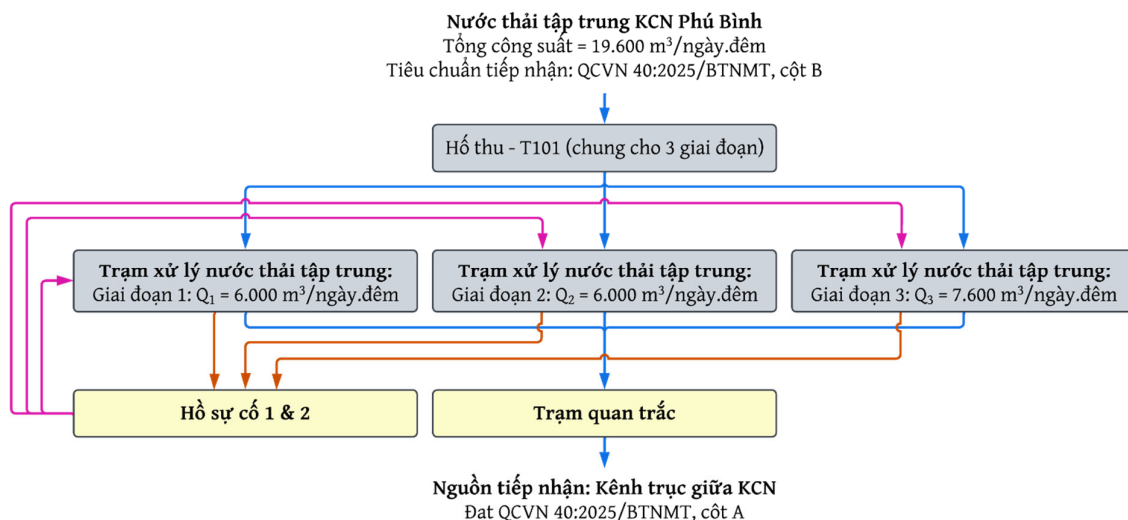 Nước thải tập trung KCN Phú Bình
Tổng công suất = 19.600 m³/ngày.đêm
Tiêu chuẩn tiếp nhận: QCVN 40:2025/BTNMT, cột B
Hố thu - T101 (chung cho 3 giai đoạn)
Trạm xử lý nước thải tập trung:
Giai đoạn 1: Q₁ = 6.000 m³/ngày.đêm
Trạm xử lý nước thải tập trung:
Giai đoạn 2: Q₂ = 6.000 m³/ngày.đêm
Trạm xử lý nước thải tập trung:
Giai đoạn 3: Q₃ = 7.600 m³/ngày.đêm
Hồ sự cố 1 & 2
Trạm quan trắc
Nguồn tiếp nhận: Kênh trục giữa KCN
Đạt QCVN 40:2025/BTNMT, cột A